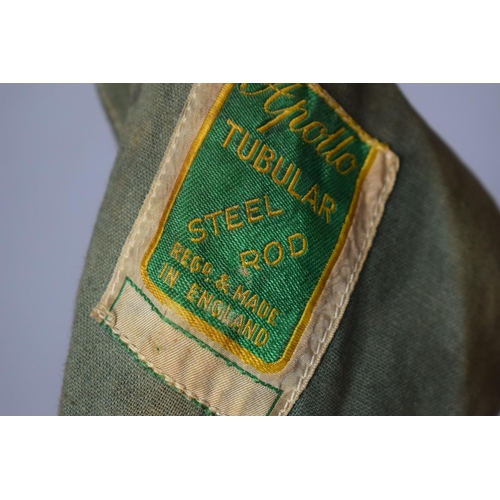 Apollo
TUBULAR
STEEL
ROD
REGD & MADE
IN ENGLAND